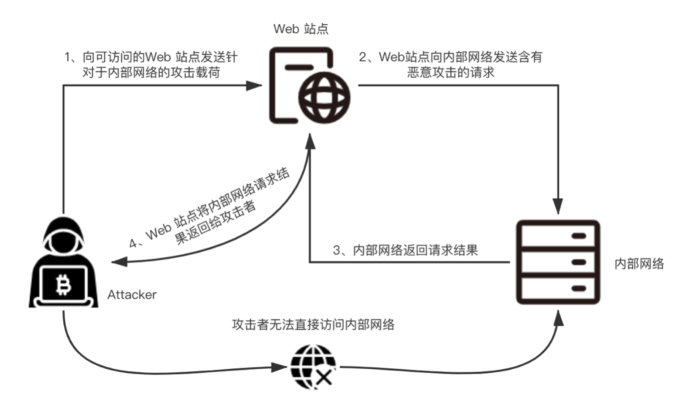 Web 站点
1、向可访问的Web 站点发送针
对于内部网络的攻击载荷
2、Web站点向内部网络发送含有
恶意攻击的请求
4、Web 站点将内部网络请求结
果返回给攻击者
3、内部网络返回请求结果
内部网络
Attacker
攻击者无法直接访问内部网络